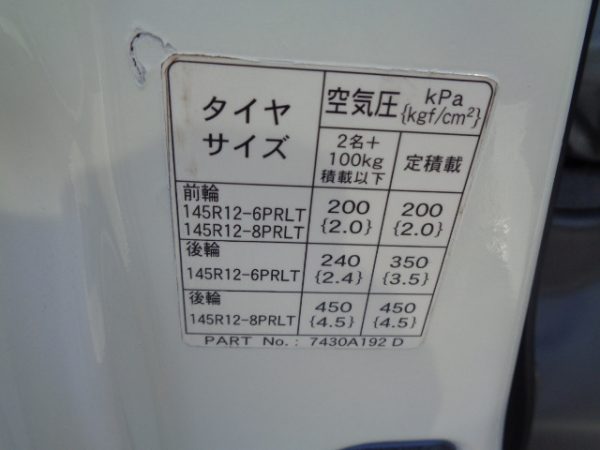 タイヤ
サイズ
空気圧 kPa
{kgf/cm²}
2名+
100kg
積載以下
定積載
前輪
145R12-6PRLT
145R12-8PRLT
200
{2.0}
200
{2.0}
後輪
145R12-6PRLT
240
{2.4}
350
{3.5}
後輪
145R12-8PRLT
450
{4.5}
450
{4.5}
PART No.: 7430A192 D